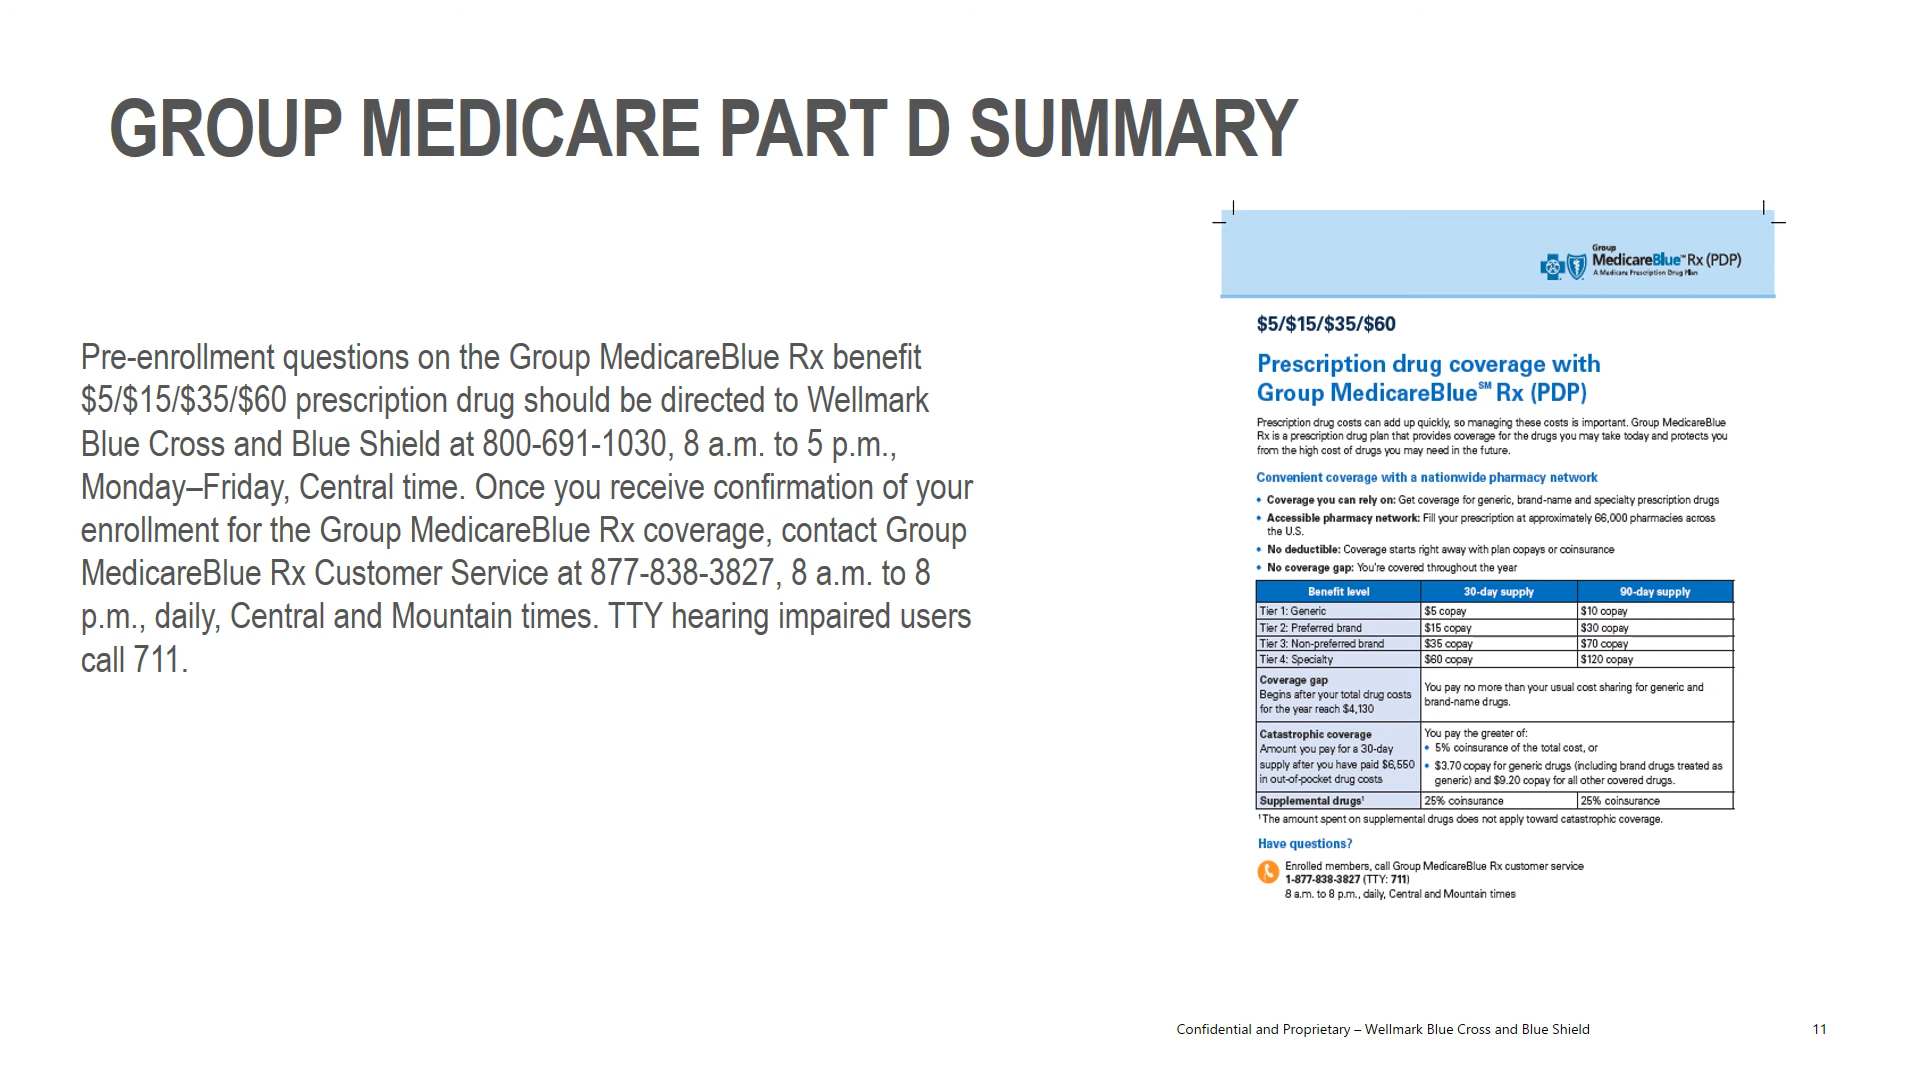 GROUP MEDICARE PART D SUMMARY
Pre-enrollment questions on the Group MedicareBlue Rx benefit
$5/$15/$35/$60 prescription drug should be directed to Wellmark
Blue Cross and Blue Shield at 800-691-1030, 8 a.m. to 5 p.m.,
Monday–Friday, Central time. Once you receive confirmation of your
enrollment for the Group MedicareBlue Rx coverage, contact Group
MedicareBlue Rx Customer Service at 877-838-3827, 8 a.m. to 8
p.m., daily, Central and Mountain times. TTY hearing impaired users
call 711.
Group
MedicareBlue℠ Rx (PDP)
A Medicare Prescription Drug Plan
$5/$15/$35/$60
Prescription drug coverage with
Group MedicareBlue℠ Rx (PDP)
Prescription drug costs can add up quickly, so managing these costs is important. Group MedicareBlue
Rx is a prescription drug plan that provides coverage for the drugs you may take today and protects you
from the high cost of drugs you may need in the future.
Convenient coverage with a nationwide pharmacy network
• Coverage you can rely on: Get coverage for generic, brand-name and specialty prescription drugs
• Accessible pharmacy network: Fill your prescription at approximately 66,000 pharmacies across
the U.S.
• No deductible: Coverage starts right away with plan copays or coinsurance
• No coverage gap: You're covered throughout the year
Benefit level 30-day supply 90-day supply
Tier 1: Generic $5 copay $10 copay
Tier 2: Preferred brand $15 copay $30 copay
Tier 3: Non-preferred brand $35 copay $70 copay
Tier 4: Specialty $60 copay $120 copay
Coverage gap
Begins after your total drug costs
for the year reach $4,130
You pay no more than your usual cost sharing for generic and
brand-name drugs.
Catastrophic coverage
Amount you pay for a 30-day
supply after you have paid $6,550
in out-of-pocket drug costs
You pay the greater of:
• 5% coinsurance of the total cost, or
• $3.70 copay for generic drugs (including brand drugs treated as
generic) and $9.20 copay for all other covered drugs.
Supplemental drugs¹ 25% coinsurance 25% coinsurance
¹The amount spent on supplemental drugs does not apply toward catastrophic coverage.
Have questions?
Enrolled members, call Group MedicareBlue Rx customer service
1-877-838-3827 (TTY: 711)
8 a.m. to 8 p.m., daily, Central and Mountain times
Confidential and Proprietary – Wellmark Blue Cross and Blue Shield 11